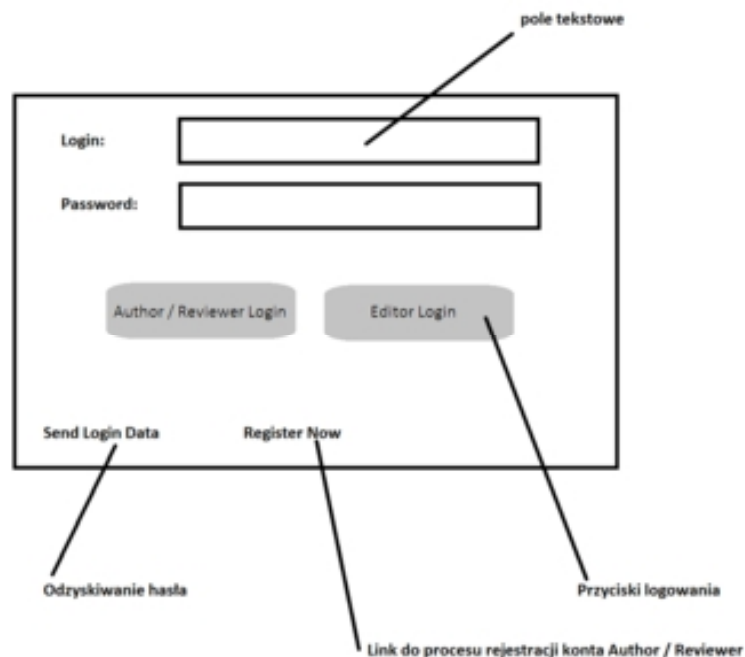 pole tekstowe
Login:
Password:
Author / Reviewer Login
Editor Login
Send Login Data
Register Now
Odzyskiwanie hasła
Przyciski logowania
Link do procesu rejestracji konta Author / Reviewer